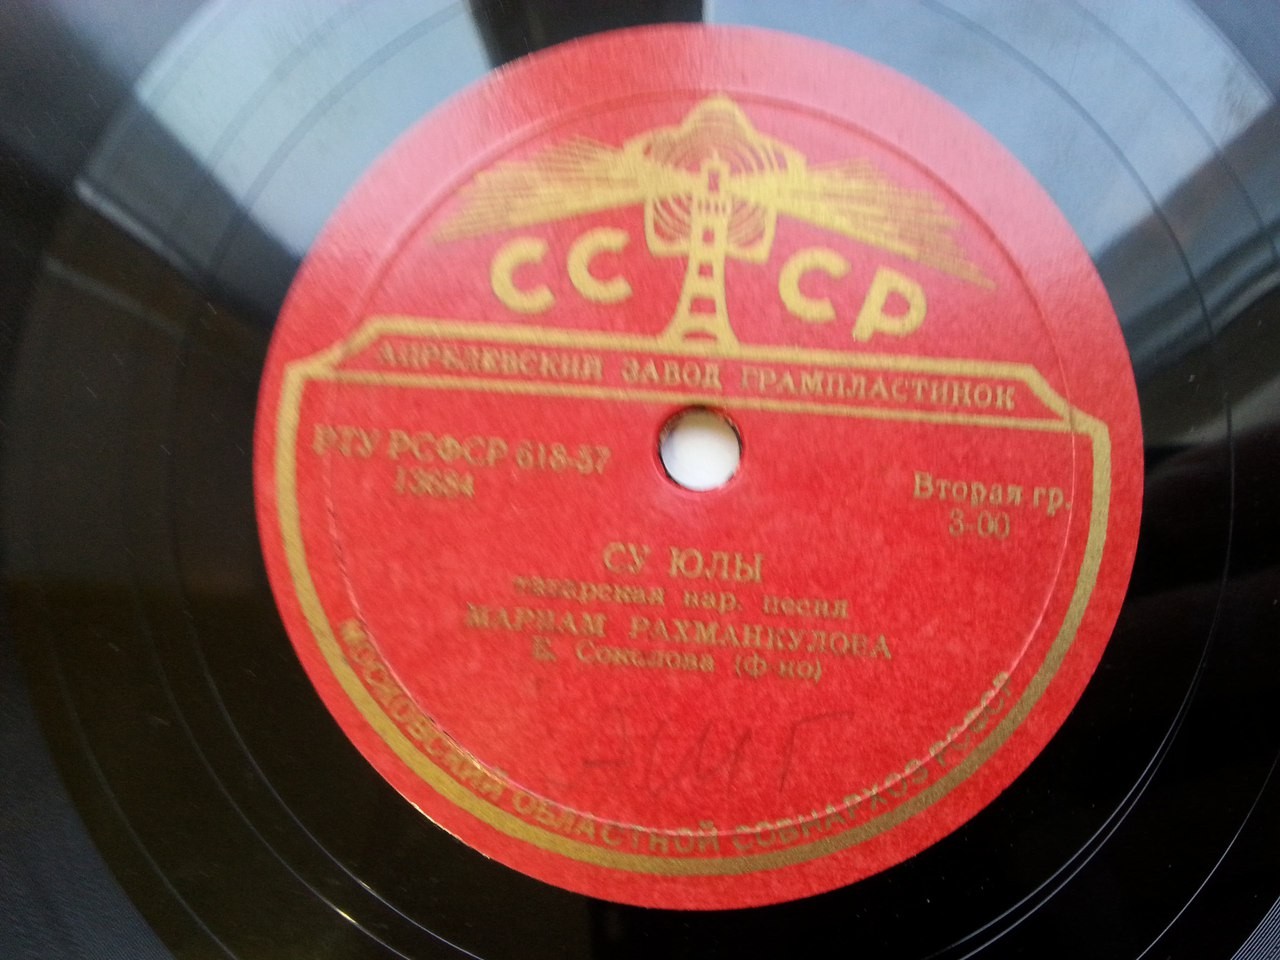 СССР
АПРЕЛЕВСКИЙ ЗАВОД ГРАМПЛАСТИНОК
РТУ РСФСР 618-57
13684
Вторая гр.
3-00
СУ ЮЛЫ
татарская нар. песня
МАРИАМ РАХМАНКУЛОВА
Соколова (ф-но)
МОСКОВСКИЙ ОБЛАСТНОЙ СОВНАРХОЗ РСФСР